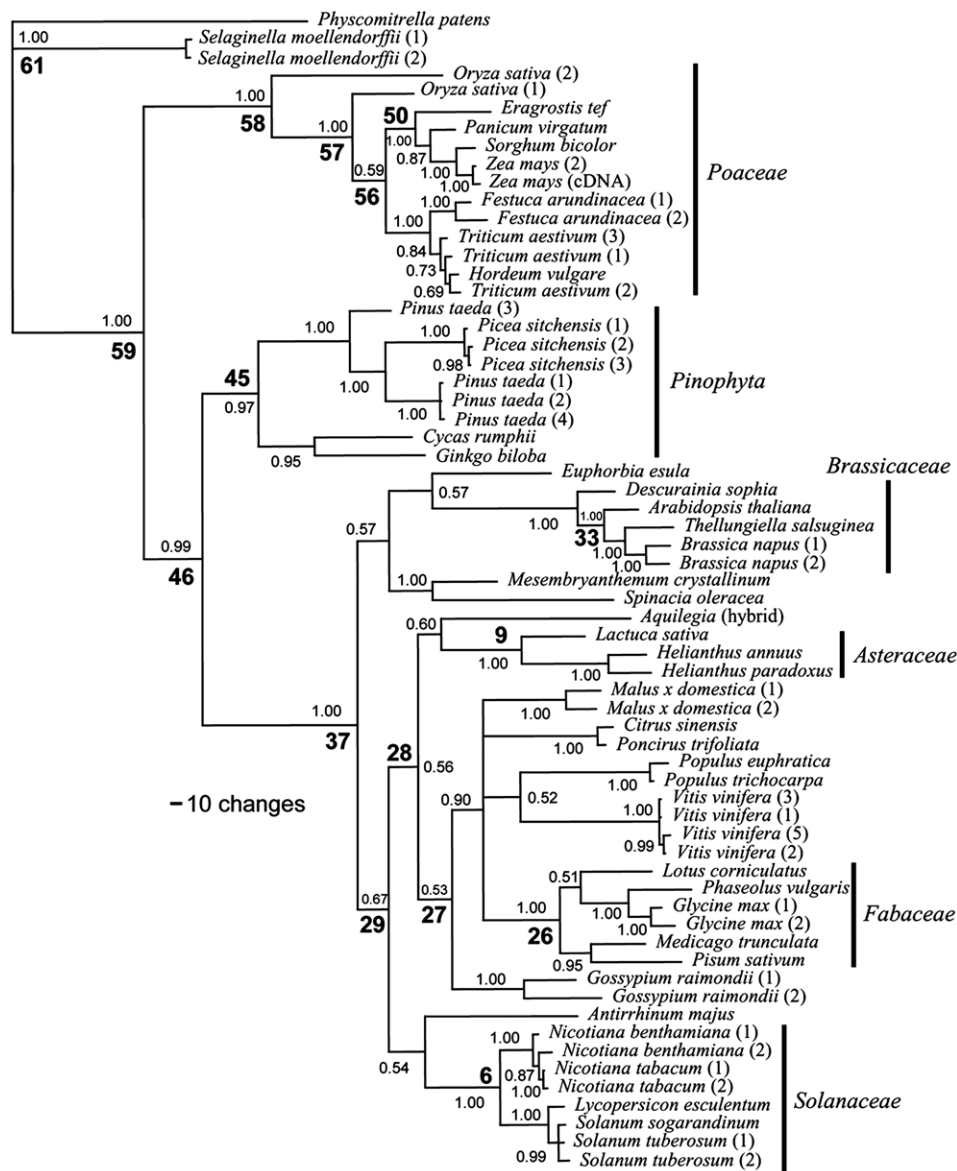 Physcomitrella patens
1.00
Selaginella moellendorffii (1)
61
Selaginella moellendorffii (2)
Oryza sativa (2)
1.00
58
Oryza sativa (1)
1.00
57
50
Eragrostis tef
1.00
Panicum virgatum
0.87
Sorghum bicolor
1.00
Zea mays (2)
1.00
Zea mays (cDNA)
0.59
56
Poaceae
1.00
Festuca arundinacea (1)
1.00
Festuca arundinacea (2)
0.84
Triticum aestivum (3)
0.73
Triticum aestivum (1)
Hordeum vulgare
0.69
Triticum aestivum (2)
1.00
59
Pinus taeda (3)
1.00
1.00
Picea sitchensis (1)
Picea sitchensis (2)
0.98
Picea sitchensis (3)
45
0.97
1.00
Pinus taeda (1)
Pinus taeda (2)
1.00
Pinus taeda (4)
Pinophyta
Cycas rumphii
0.95
Ginkgo biloba
Brassicaceae
Euphorbia esula
0.57
Descurainia sophia
1.00
1.00
Arabidopsis thaliana
33
Thellungiella salsuginea
1.00
Brassica napus (1)
1.00
Brassica napus (2)
0.57
0.99
46
1.00
Mesembryanthemum crystallinum
Spinacia oleracea
Aquilegia (hybrid)
0.60
9
Lactuca sativa
1.00
Helianthus annuus
1.00
Helianthus paradoxus
Asteraceae
1.00
37
Malus x domestica (1)
1.00
Malus x domestica (2)
Citrus sinensis
1.00
Poncirus trifoliata
28
0.56
Populus euphratica
1.00
Populus trichocarpa
0.52
0.90
10 changes
Vitis vinifera (3)
1.00
Vitis vinifera (1)
Vitis vinifera (5)
0.99
Vitis vinifera (2)
0.51
Lotus corniculatus
Phaseolus vulgaris
1.00
Glycine max (1)
1.00
Glycine max (2)
0.53
27
1.00
26
Fabaceae
Medicago trunculata
0.95
Pisum sativum
0.67
29
1.00
Gossypium raimondii (1)
Gossypium raimondii (2)
Antirrhinum majus
0.54
1.00
Nicotiana benthamiana (1)
Nicotiana benthamiana (2)
0.87
Nicotiana tabacum (1)
1.00
Nicotiana tabacum (2)
6
1.00
1.00
Lycopersicon esculentum
Solanum sogarandinum
Solanum tuberosum (1)
0.99
Solanum tuberosum (2)
Solanaceae